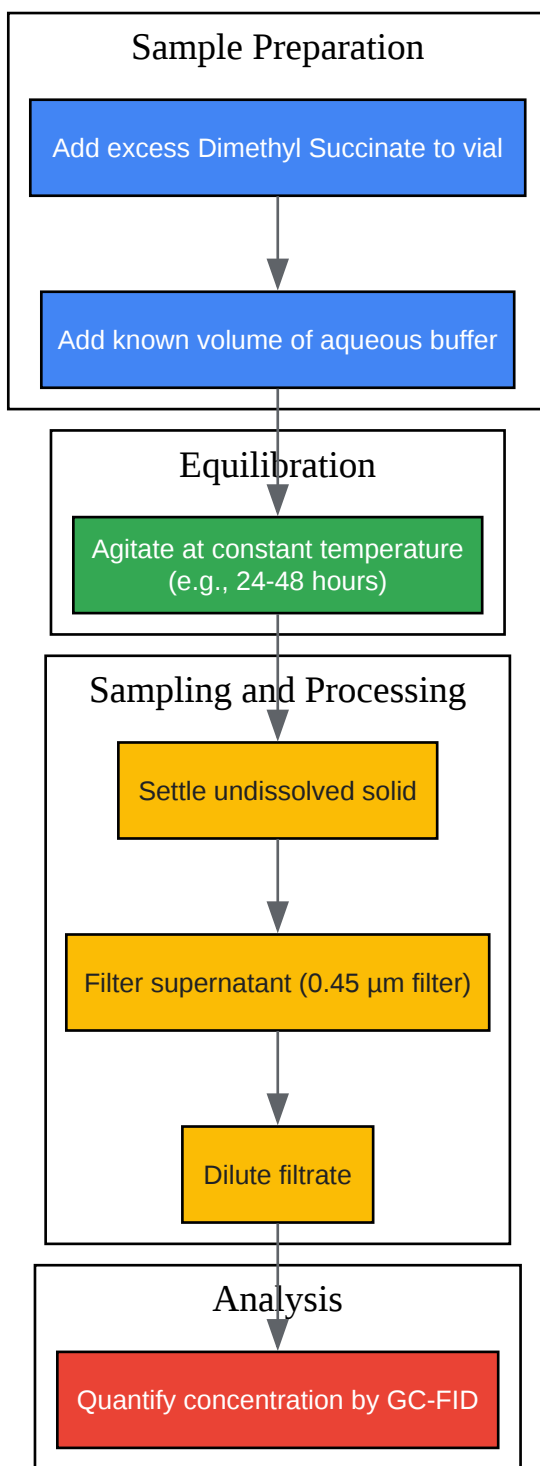 Sample Preparation
Add excess Dimethyl Succinate to vial
Add known volume of aqueous buffer
Equilibration
Agitate at constant temperature
(e.g., 24-48 hours)
Sampling and Processing
Settle undissolved solid
Filter supernatant (0.45 µm filter)
Dilute filtrate
Analysis
Quantify concentration by GC-FID